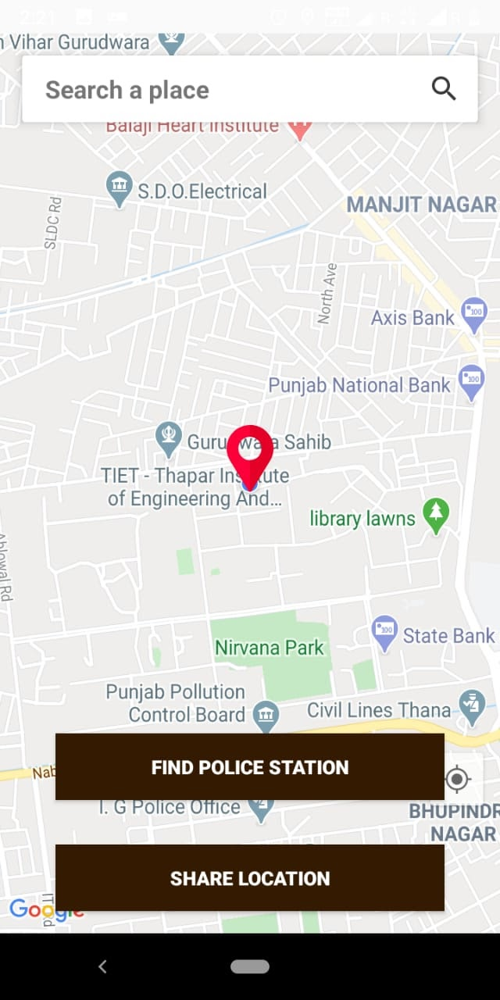 2:21
Vihar Gurudwara
Search a place
Balaji Heart Institute
S.D.O.Electrical
SLDC Rd
MANJIT NAGAR
North Ave
Axis Bank
Punjab National Bank
Gurudwara Sahib
TIET - Thapar Institute
of Engineering And...
library lawns
Ablowal Rd
Nirvana Park
State Bank
Punjab Pollution
Control Board
Civil Lines Thana
FIND POLICE STATION
Nab
I. G Police Office
BHUPINDR
NAGAR
SHARE LOCATION
Google